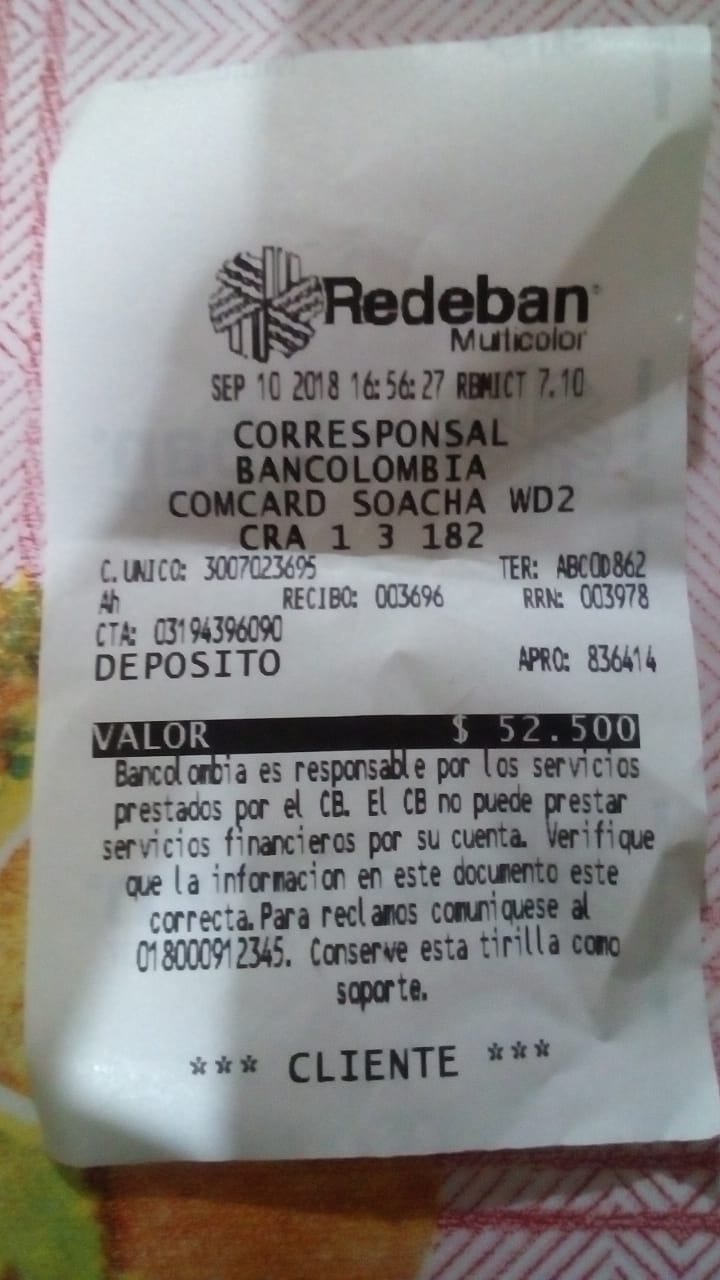 Redeban
Multicolor
SEP 10 2018 16:56:27 RBMICT 7.10
CORRESPONSAL
BANCOLOMBIA
COMCARD SOACHA WD2
CRA 1 3 182
C. UNICO: 3007023695 TER: ABCOD862
Ah RECIBO: 003696 RRN: 003978
CTA: 03194396090
DEPOSITO APRO: 836414
VALOR $ 52.500
Bancolombia es responsable por los servicios
prestados por el CB. El CB no puede prestar
servicios financieros por su cuenta. Verifique
que la informacion en este documento este
correcta. Para reclamos comuniquese al
018000912345. Conserve esta tirilla como
soporte.
*** CLIENTE ***